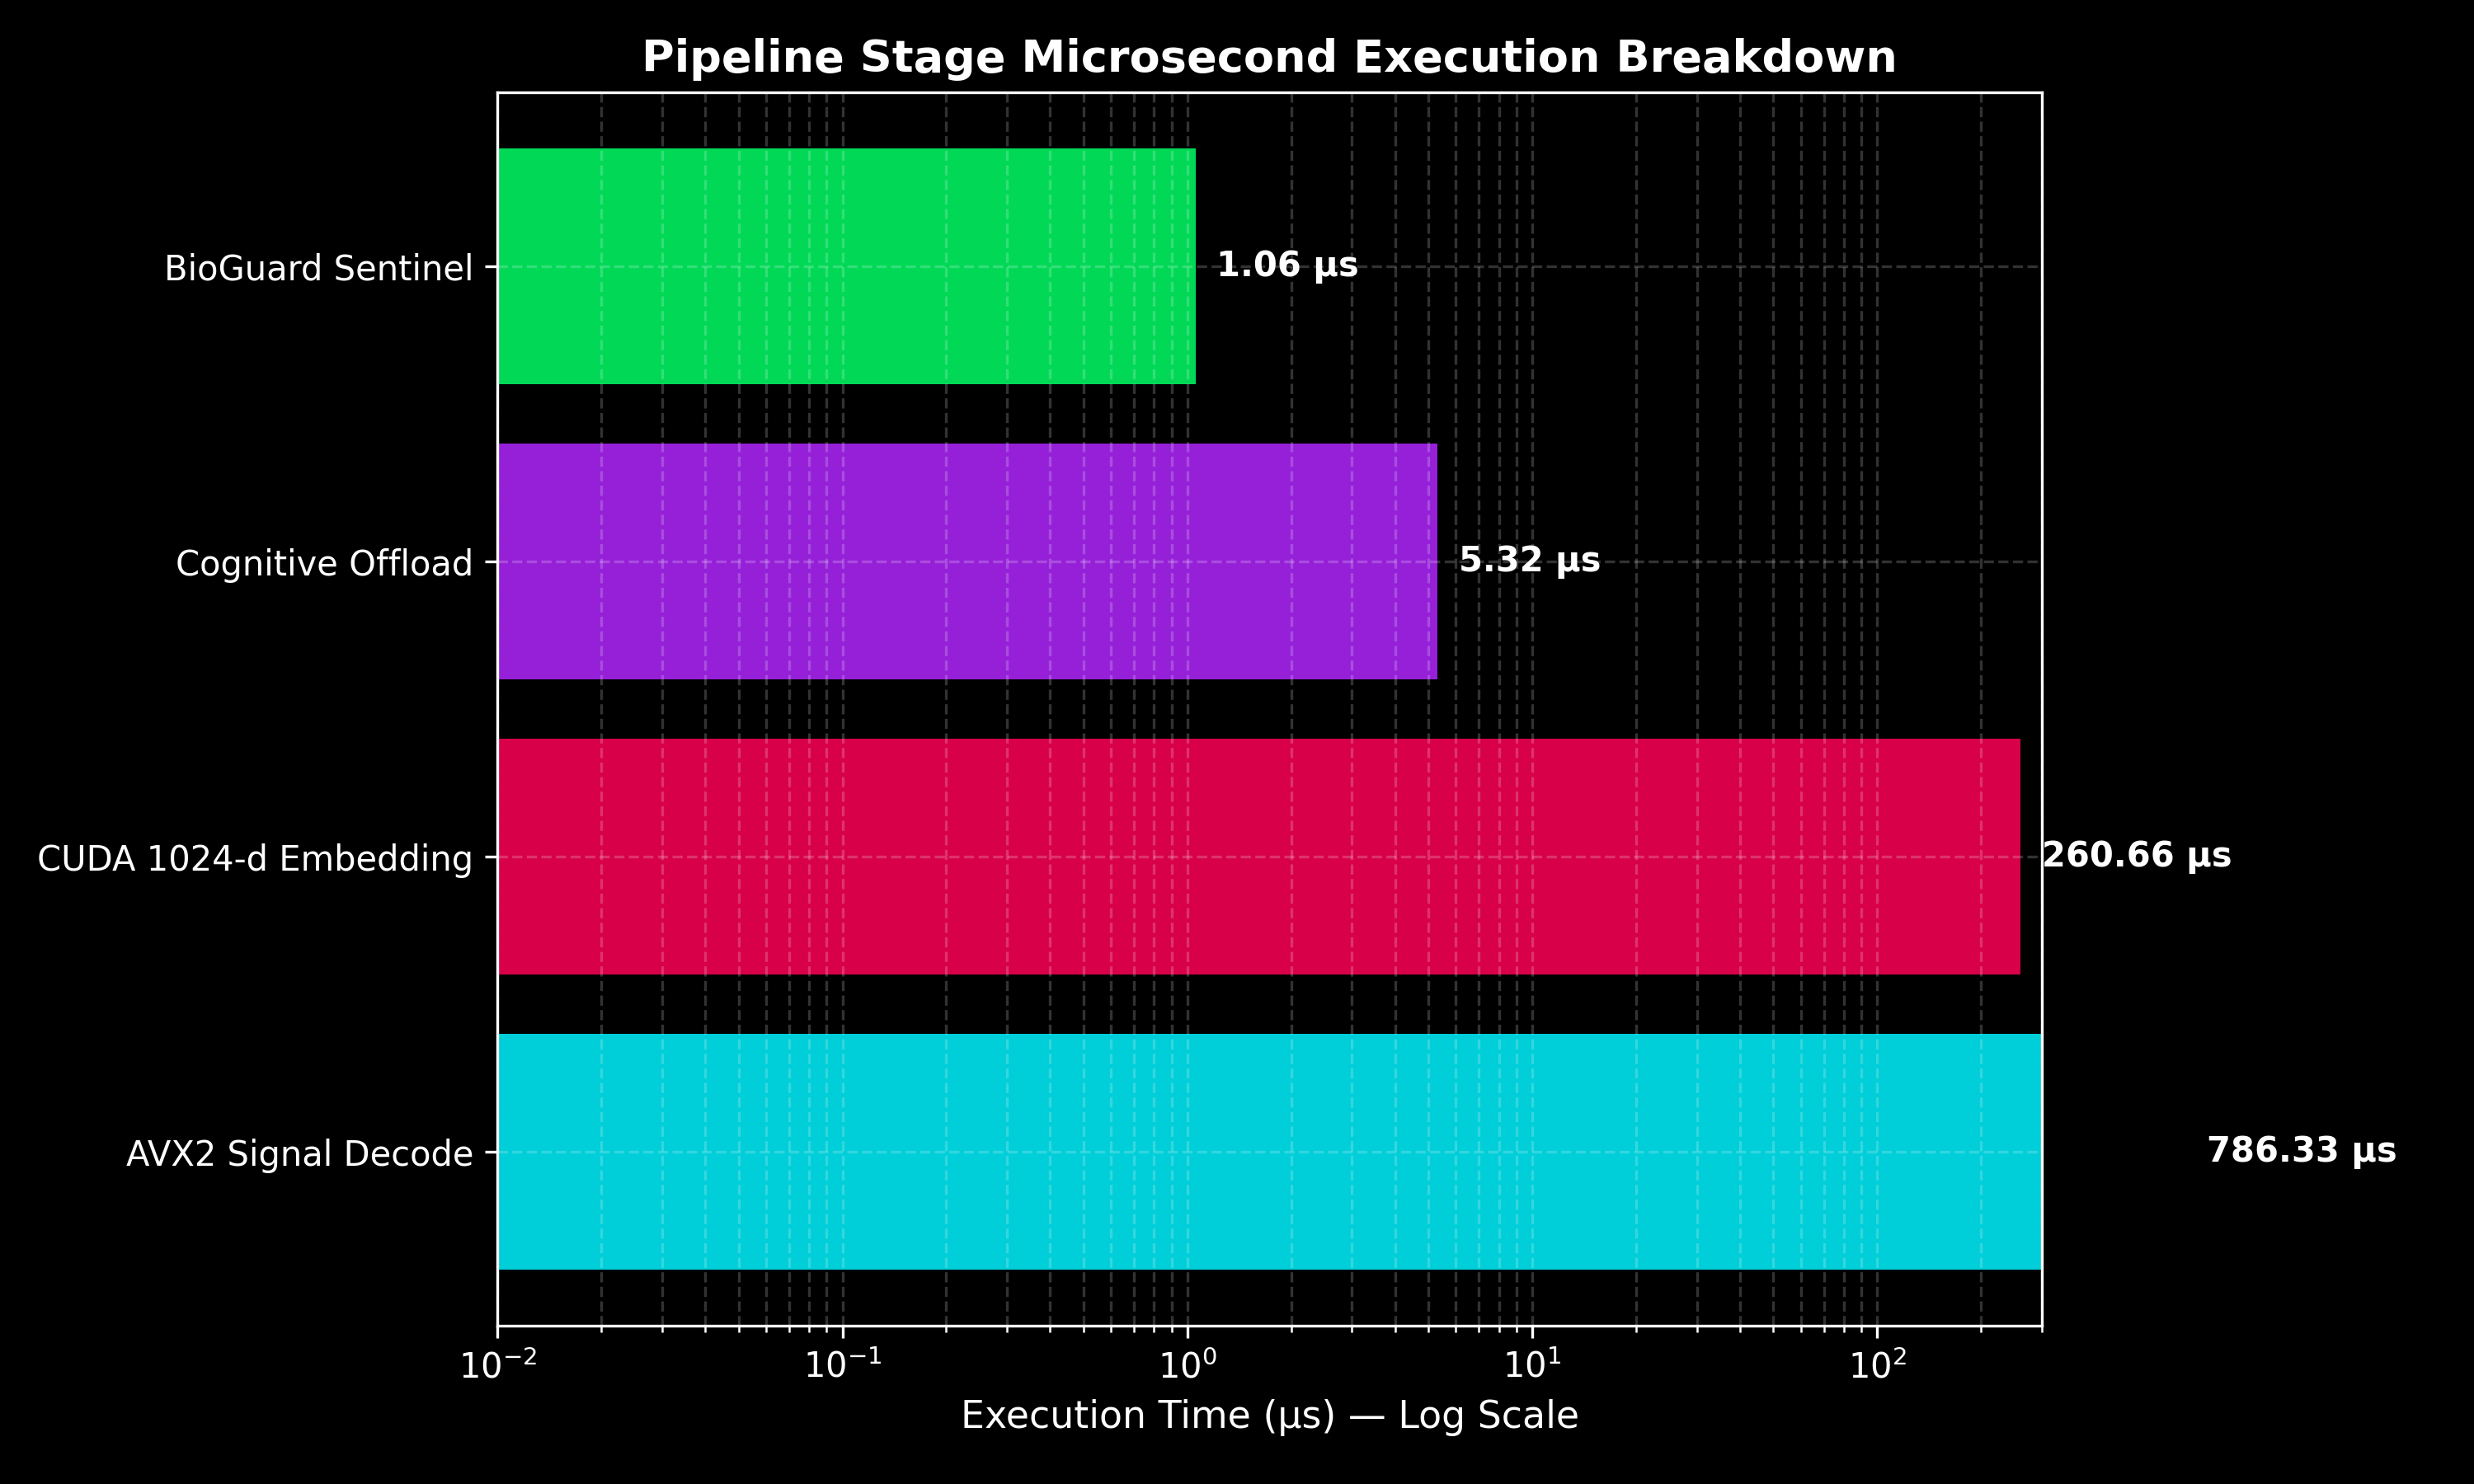 Pipeline Stage Microsecond Execution Breakdown
BioGuard Sentinel
1.06 µs
Cognitive Offload
5.32 µs
CUDA 1024-d Embedding
260.66 µs
AVX2 Signal Decode
786.33 µs
10⁻² 10⁻¹ 10⁰ 10¹ 10²
Execution Time (µs) — Log Scale